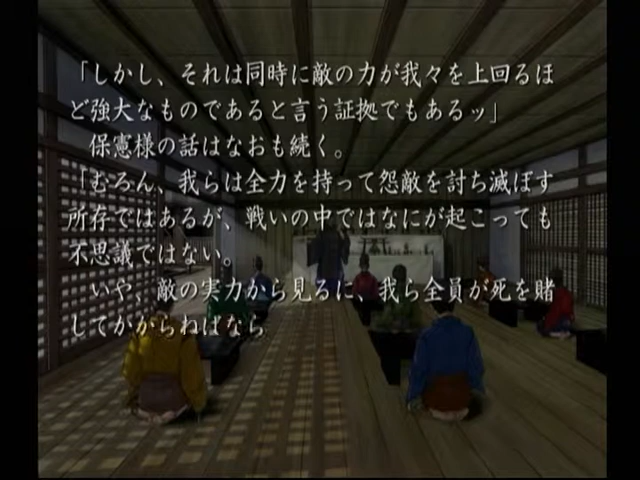 「しかし、それは同時に敵の力が我々を上回るほ
ど強大なものであると言う証拠でもあるッ」
　保憲様の話はなおも続く。
「むろん、我らは全力を持って怨敵を討ち滅ぼす
所存ではあるが、戦いの中ではなにが起こっても
不思議ではない。
　いや、敵の実力から見るに、我ら全員が死を賭
してかからねばなら